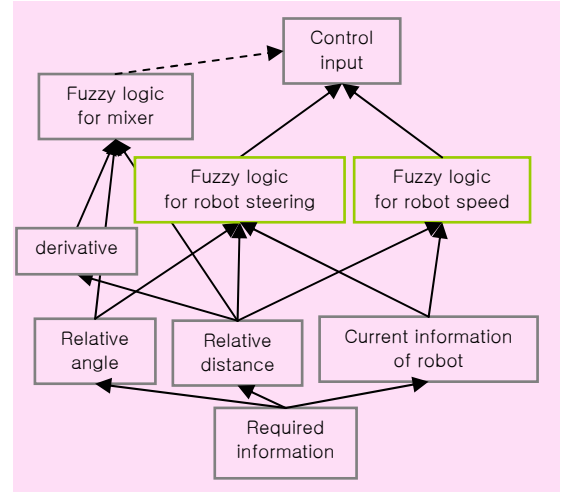 Control
input
Fuzzy logic
for mixer
Fuzzy logic
for robot steering
Fuzzy logic
for robot speed
derivative
Relative
angle
Relative
distance
Current information
of robot
Required
information